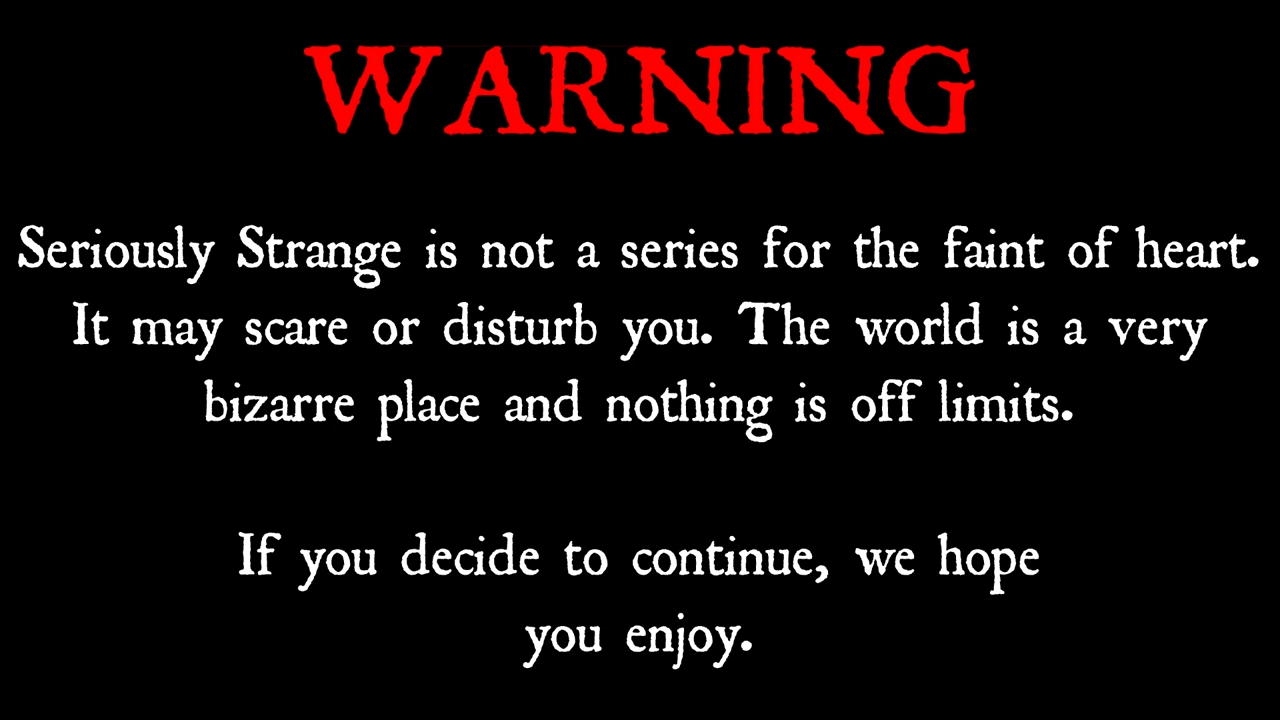 WARNING
Seriously Strange is not a series for the faint of heart.
It may scare or disturb you. The world is a very
bizarre place and nothing is off limits.
If you decide to continue, we hope
you enjoy.